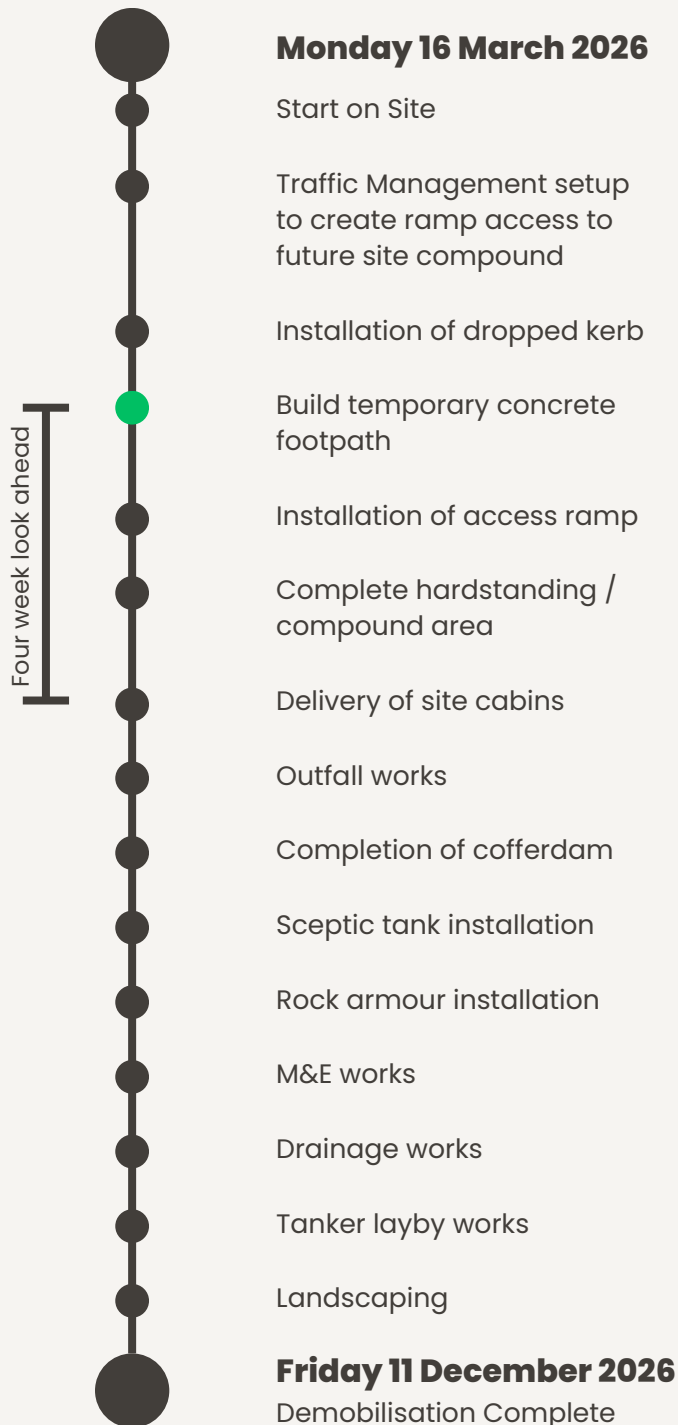 Monday 16 March 2026
Start on Site
Traffic Management setup
to create ramp access to
future site compound
Installation of dropped kerb
Four week look ahead
Build temporary concrete
footpath
Installation of access ramp
Complete hardstanding /
compound area
Delivery of site cabins
Outfall works
Completion of cofferdam
Sceptic tank installation
Rock armour installation
M&E works
Drainage works
Tanker layby works
Landscaping
Friday 11 December 2026
Demobilisation Complete